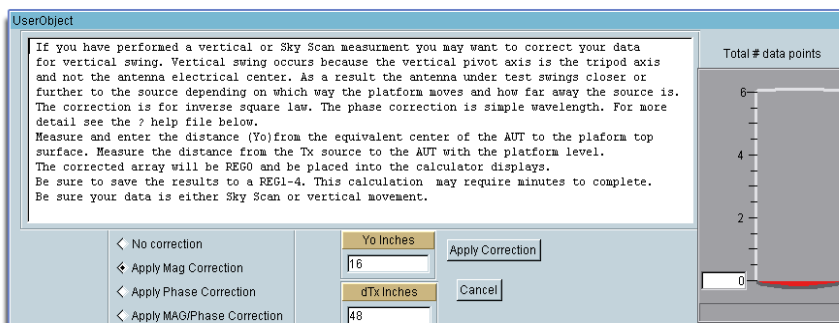 UserObject
If you have performed a vertical or Sky Scan measurment you may want to correct your data
for vertical swing. Vertical swing occurs because the vertical pivot axis is the tripod axis
and not the antenna electrical center. As a result the antenna under test swings closer or
further to the source depending on which way the platform moves and how far away the source is.
The correction is for inverse square law. The phase correction is simple wavelength. For more
detail see the ? help file below.
Measure and enter the distance (Yo)from the equivalent center of the AUT to the plaform top
surface. Measure the distance from the Tx source to the AUT with the platform level.
The corrected array will be REG0 and be placed into the calculator displays.
Be sure to save the results to a REG1-4. This calculation  may require minutes to complete.
Be sure your data is either Sky Scan or vertical movement.
Total # data points
6
4
2
0
No correction
Apply Mag Correction
Apply Phase Correction
Apply MAG/Phase Correction
Yo Inches
16
dTx Inches
48
Apply Correction
Cancel